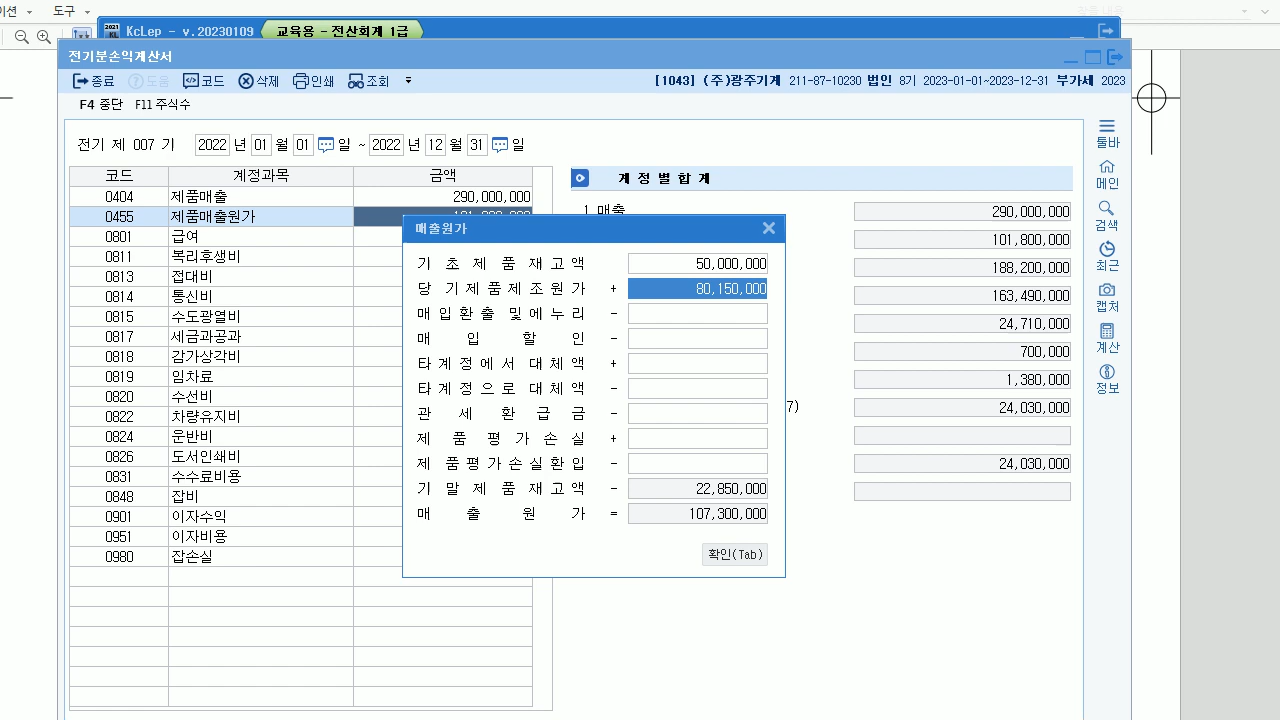 이션 도구
KcLep - v.20230109 교육용 - 전산회계 1급
전기분손익계산서
종료 도움 코드 삭제 인쇄 조회 [1043] (주)광주기계 211-87-10230 법인 8기 2023-01-01~2023-12-31 부가세 2023
F4 중단 F11 주식수
전기 제 007 기 2022 년 01 월 01 일 ~ 2022 년 12 월 31 일
코드 계정과목 금액
0404 제품매출 290,000,000
0455 제품매출원가
0801 급여
0811 복리후생비
0813 접대비
0814 통신비
0815 수도광열비
0817 세금과공과
0818 감가상각비
0819 임차료
0820 수선비
0822 차량유지비
0824 운반비
0826 도서인쇄비
0831 수수료비용
0848 잡비
0901 이자수익
0951 이자비용
0980 잡손실
계정별합계
1.매출 290,000,000
101,800,000
188,200,000
163,490,000
24,710,000
700,000
1,380,000
7) 24,030,000
24,030,000
매출원가
기초제품재고액 50,000,000
당기제품제조원가 + 80,150,000
매입환출및에누리 -
매입할인 -
타계정에서대체액 +
타계정으로대체액 -
관세환급금 -
제품평가손실 +
제품평가손실환입 -
기말제품재고액 - 22,850,000
매출원가 = 107,300,000
확인(Tab)
툴바
메인
검색
최근
캡처
계산
정보